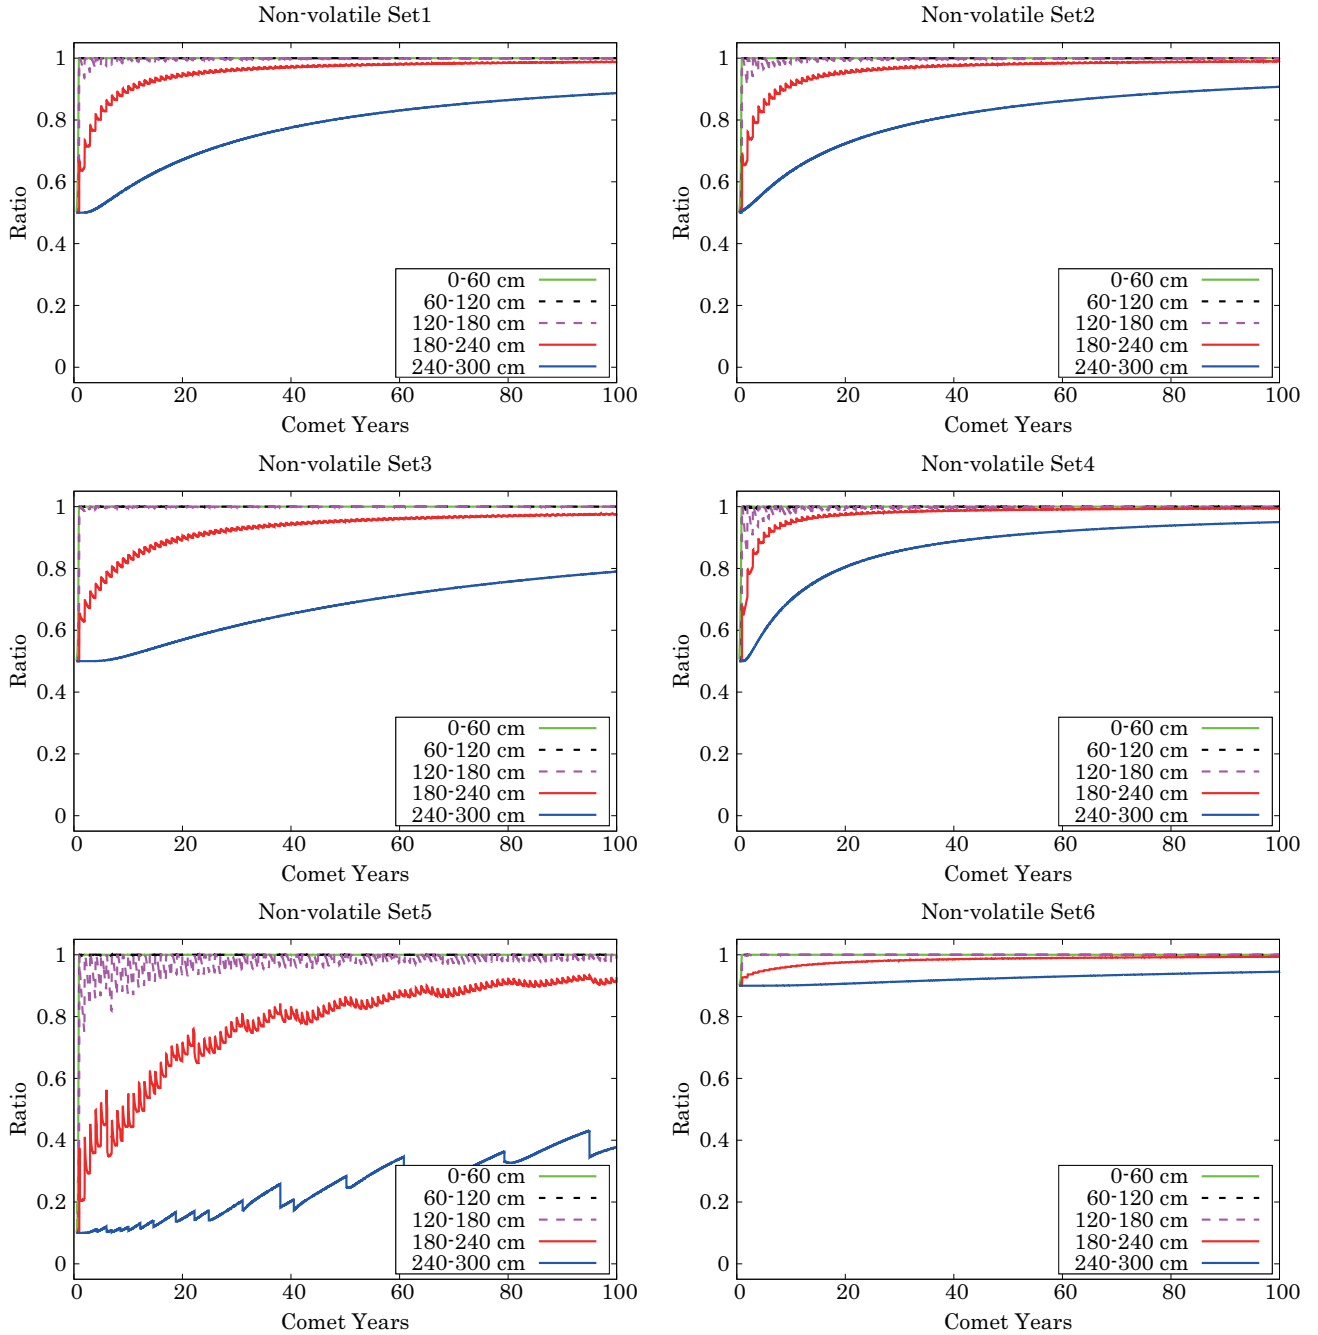 Non-volatile Set1
1
0.8
0.6
0.4
0.2
0
Ratio
0-60 cm
60-120 cm
120-180 cm
180-240 cm
240-300 cm
0 20 40 60 80 100
Comet Years
Non-volatile Set2
1
0.8
0.6
0.4
0.2
0
Ratio
0-60 cm
60-120 cm
120-180 cm
180-240 cm
240-300 cm
0 20 40 60 80 100
Comet Years
Non-volatile Set3
1
0.8
0.6
0.4
0.2
0
Ratio
0-60 cm
60-120 cm
120-180 cm
180-240 cm
240-300 cm
0 20 40 60 80 100
Comet Years
Non-volatile Set4
1
0.8
0.6
0.4
0.2
0
Ratio
0-60 cm
60-120 cm
120-180 cm
180-240 cm
240-300 cm
0 20 40 60 80 100
Comet Years
Non-volatile Set5
1
0.8
0.6
0.4
0.2
0
Ratio
0-60 cm
60-120 cm
120-180 cm
180-240 cm
240-300 cm
0 20 40 60 80 100
Comet Years
Non-volatile Set6
1
0.8
0.6
0.4
0.2
0
Ratio
0-60 cm
60-120 cm
120-180 cm
180-240 cm
240-300 cm
0 20 40 60 80 100
Comet Years